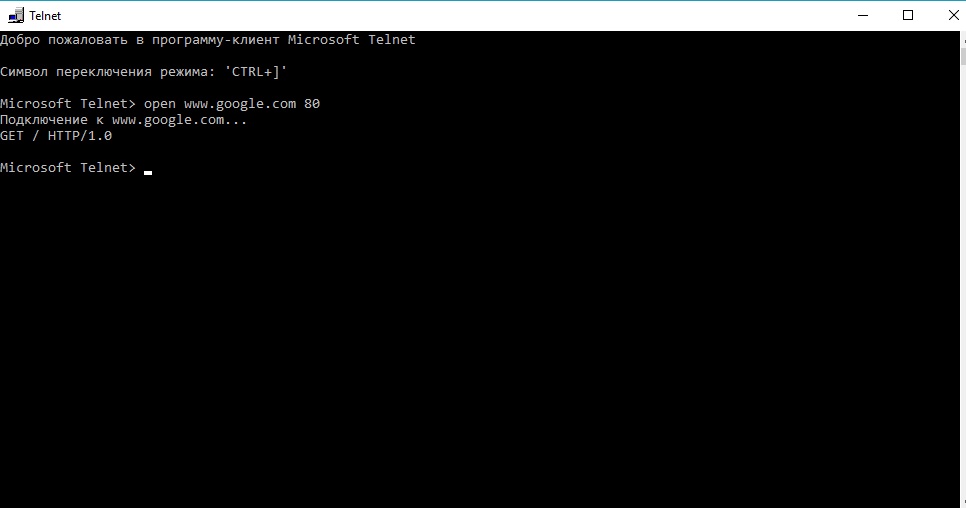 Telnet
Добро пожаловать в программу-клиент Microsoft Telnet
Символ переключения режима: 'CTRL+]'
Microsoft Telnet> open www.google.com 80
Подключение к www.google.com...
GET / HTTP/1.0
Microsoft Telnet>